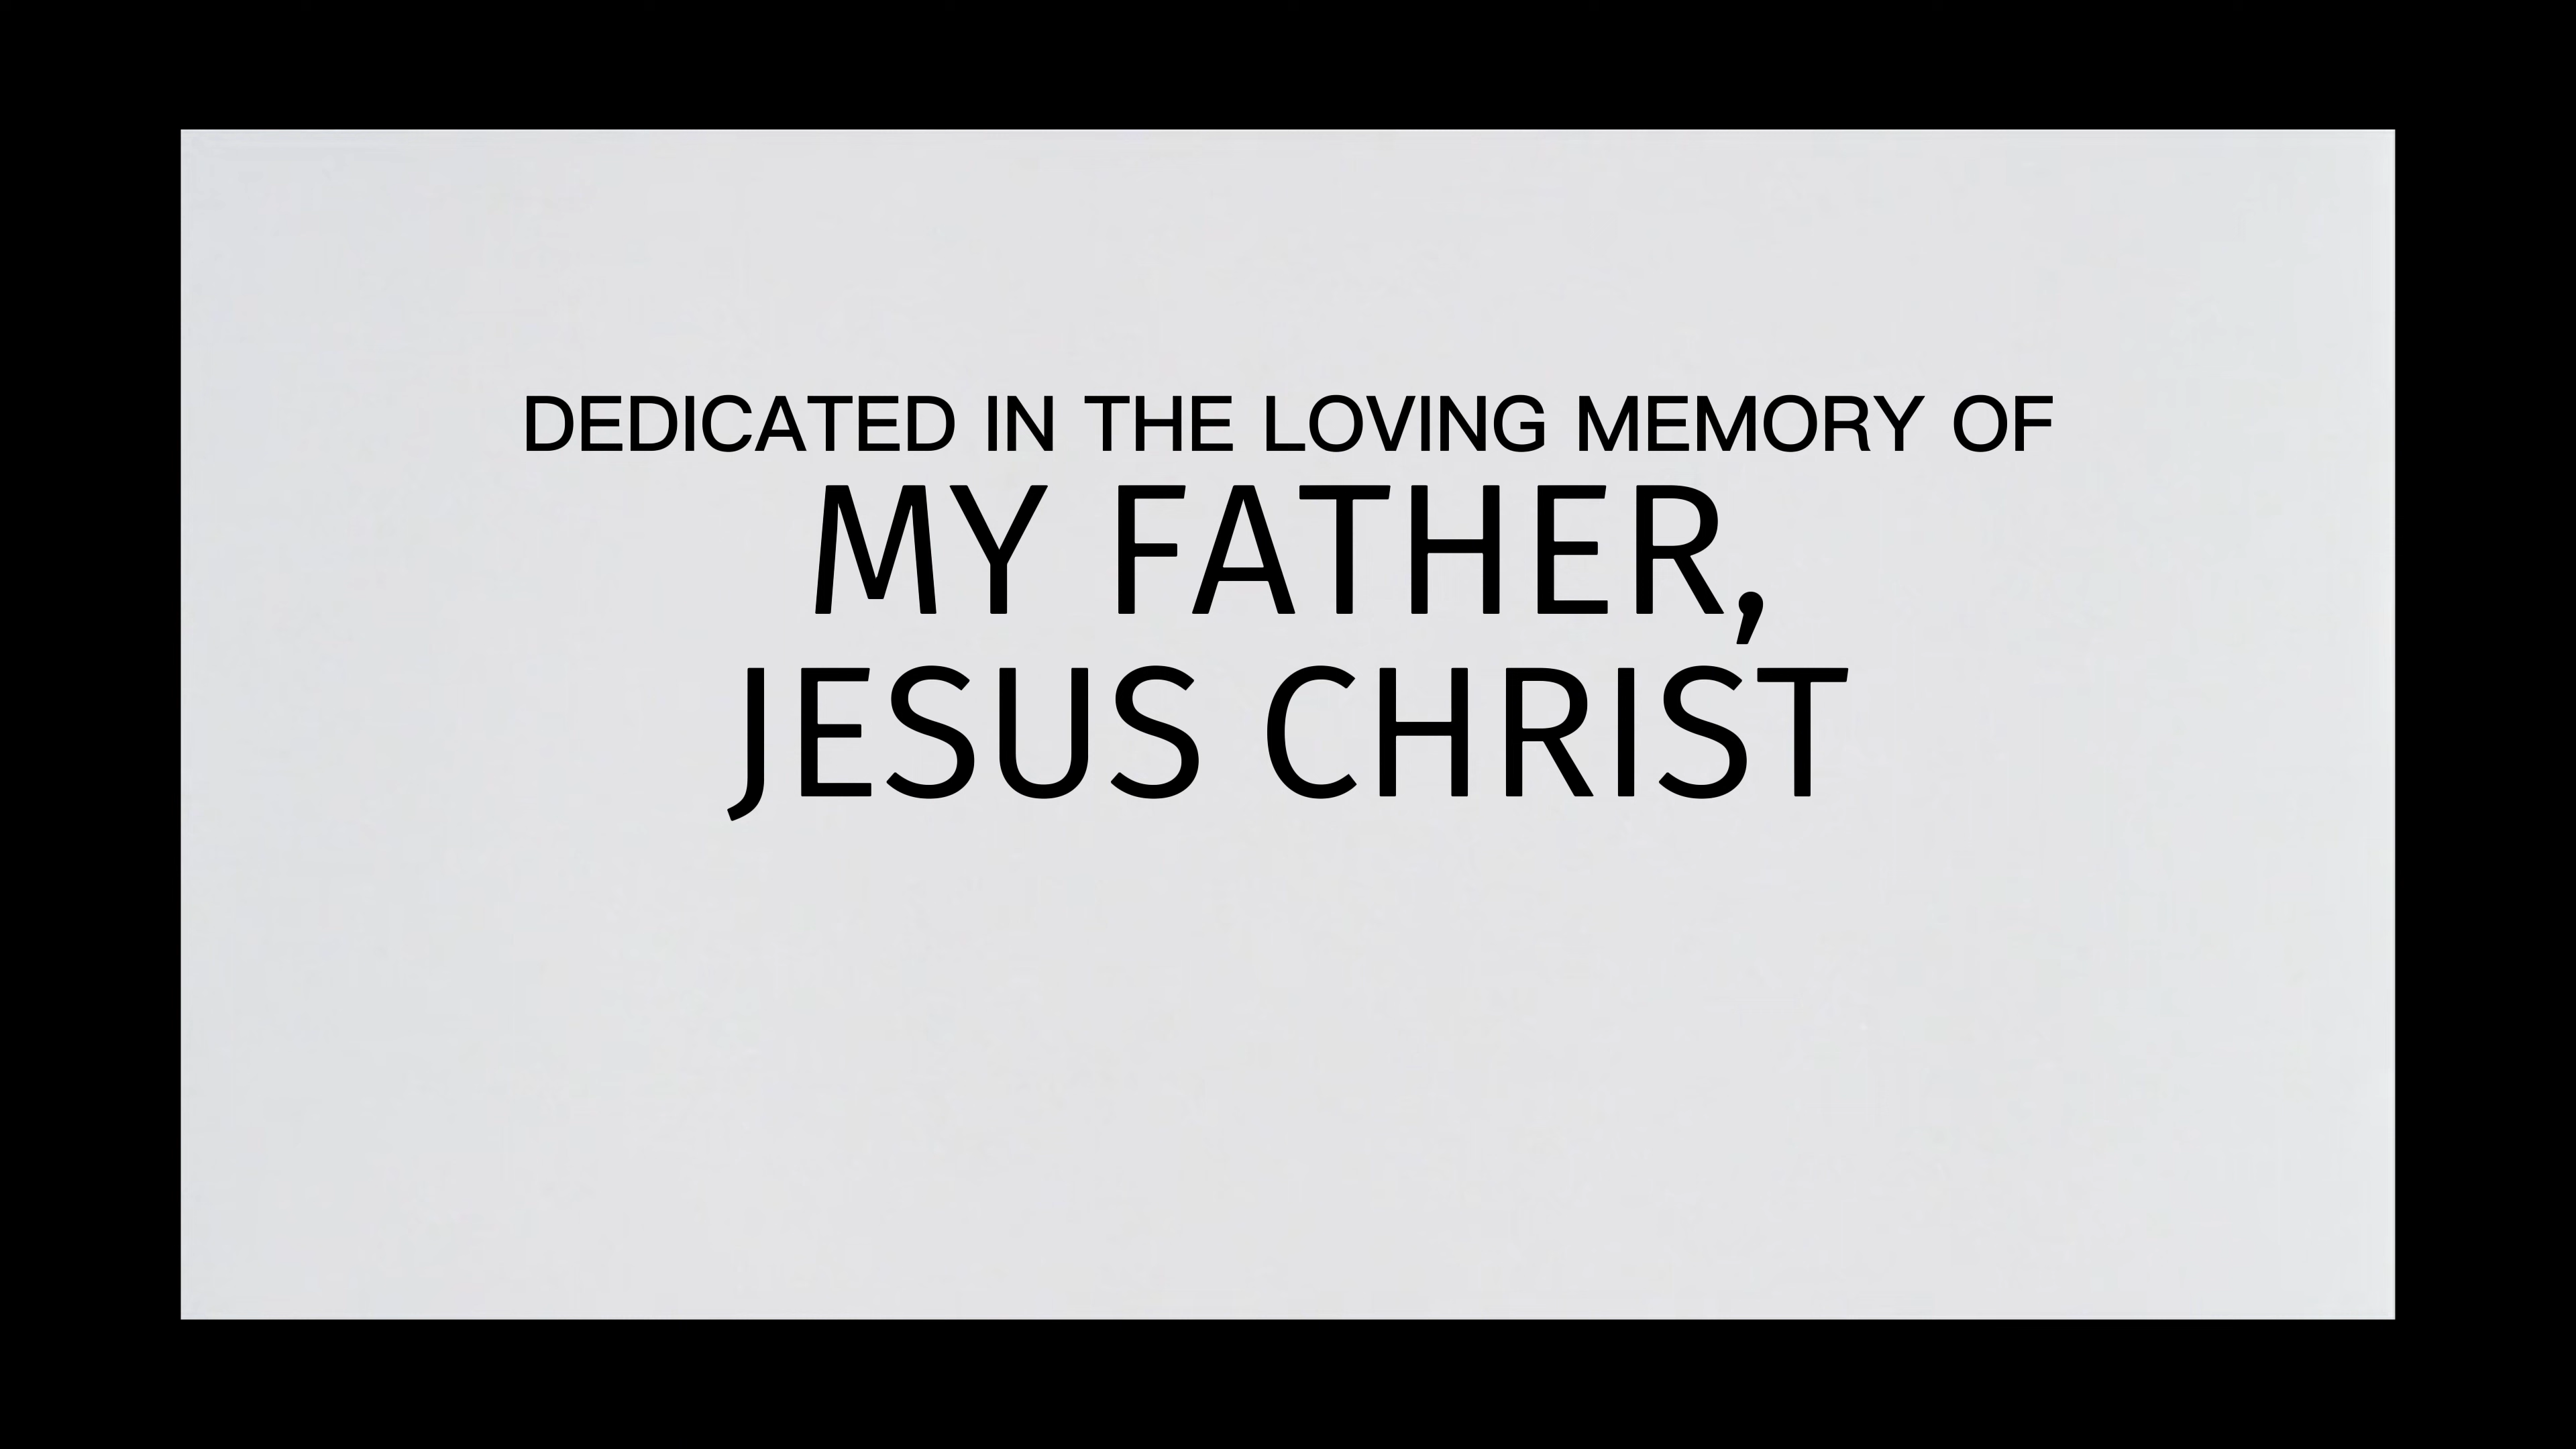 DEDICATED IN THE LOVING MEMORY OF
MY FATHER,
JESUS CHRIST